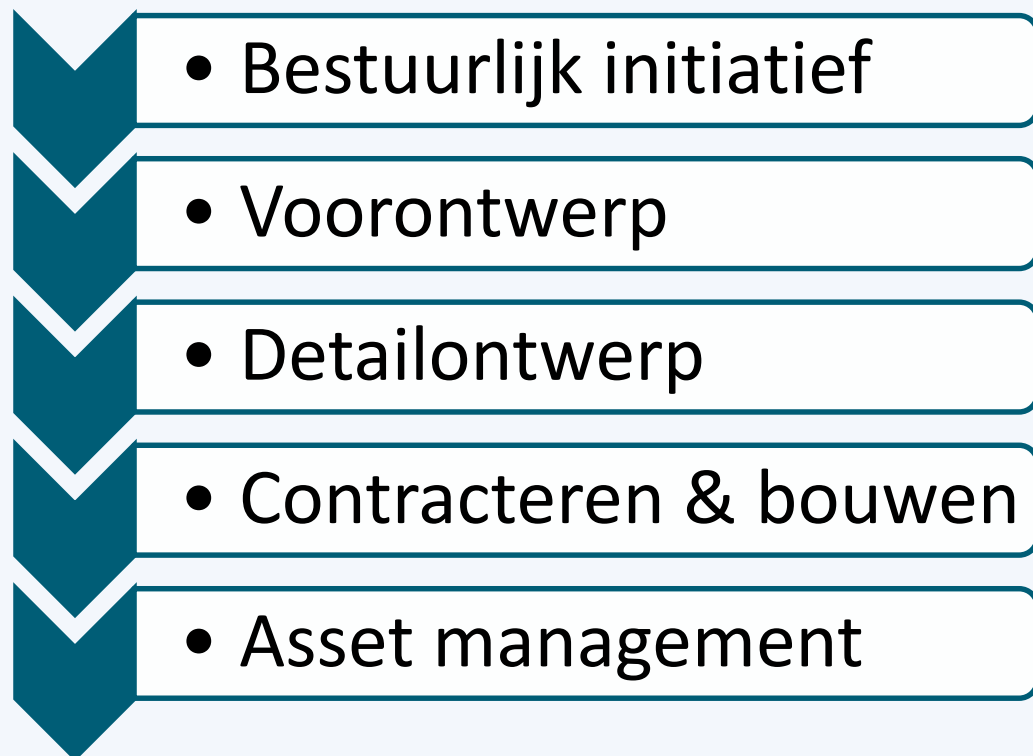 • Bestuurlijk initiatief
• Voorontwerp
• Detailontwerp
• Contracteren & bouwen
• Asset management